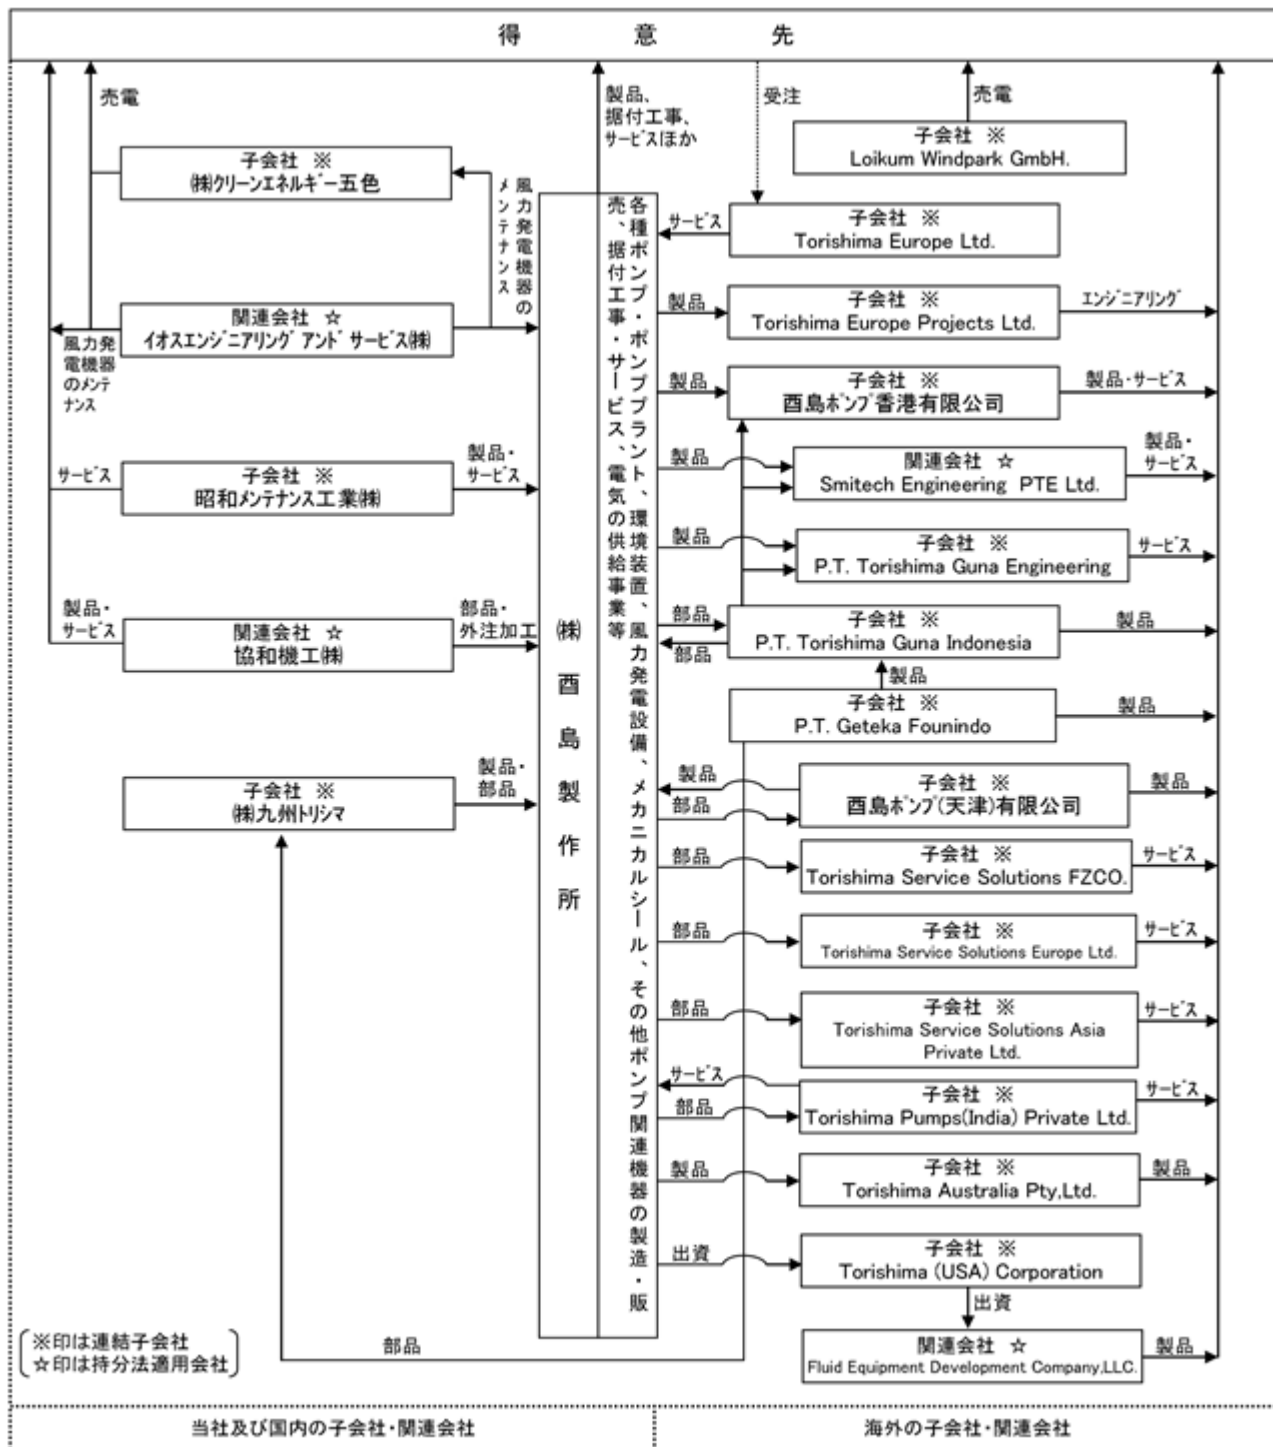 得意先
売電
子会社 ※
㈱クリーンエネルギー五色
風力発電機器の
メンテナンス
関連会社 ☆
イオスエンジニアリング アンド サービス㈱
風力発
電機器
のメンテ
ナンス
サービス
子会社 ※
昭和メンテナンス工業㈱
製品・
サービス
製品・
サービス
関連会社 ☆
協和機工㈱
部品・
外注加工
子会社 ※
㈱九州トリシマ
製品・
部品
部品
製品、
据付工事、
サービスほか
各種ポンプ・ポンププラント、環境装置、風力発電設備、メカニカルシール、その他ポンプ関連機器の製造・販
売、据付工事・サービス、電気の供給事業等
㈱酉島製作所
受注
売電
子会社 ※
Loikum Windpark GmbH.
サービス
子会社 ※
Torishima Europe Ltd.
製品
子会社 ※
Torishima Europe Projects Ltd.
エンジニアリング
製品
子会社 ※
酉島ポンプ香港有限公司
製品・サービス
製品
関連会社 ☆
Smitech Engineering PTE Ltd.
製品・
サービス
製品
子会社 ※
P.T. Torishima Guna Engineering
サービス
部品
部品
子会社 ※
P.T. Torishima Guna Indonesia
製品
製品
子会社 ※
P.T. Geteka Founindo
製品
製品
部品
子会社 ※
酉島ポンプ(天津)有限公司
製品
部品
子会社 ※
Torishima Service Solutions FZCO.
サービス
部品
子会社 ※
Torishima Service Solutions Europe Ltd.
サービス
部品
子会社 ※
Torishima Service Solutions Asia
Private Ltd.
サービス
サービス
部品
子会社 ※
Torishima Pumps(India) Private Ltd.
サービス
製品
子会社 ※
Torishima Australia Pty,Ltd.
製品
出資
子会社 ※
Torishima (USA) Corporation
出資
関連会社 ☆
Fluid Equipment Development Company,LLC.
製品
※印は連結子会社
☆印は持分法適用会社
当社及び国内の子会社・関連会社
海外の子会社・関連会社